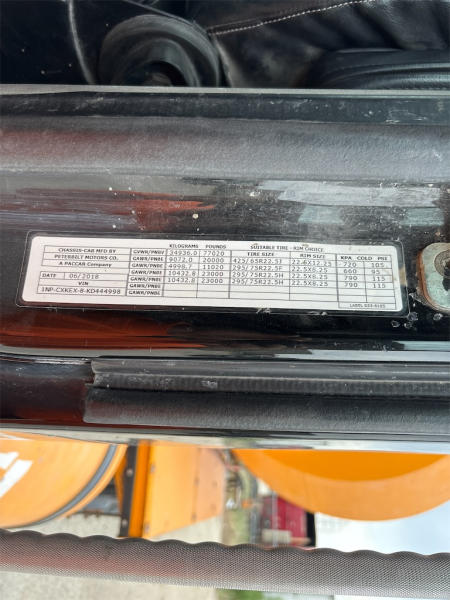 KILOGRAMS POUNDS SUITABLE TIRE - RIM CHOICE
CHASSIS-CAB MFD BY GVWR/PNBV 34936.0 77020 TIRE SIZE RIM SIZE KPA COLD PSI
PETERBILT MOTORS CO. GAWR/PNBE 9072.0 20000 425/65R22.5J 22.5X12.25 720 105
A PACCAR Company GAWR/PNBE 4998.7 11020 295/75R22.5F 22.5X8.25 660 95
DATE 06/2018 GAWR/PNBE 10432.8 23000 295/75R22.5H 22.5X8.25 790 115
VIN GAWR/PNBE 10432.8 23000 295/75R22.5H 22.5X8.25 790 115
1NP-CXKEX-8-KD444998 GAWR/PNBE
GAWR/PNBE